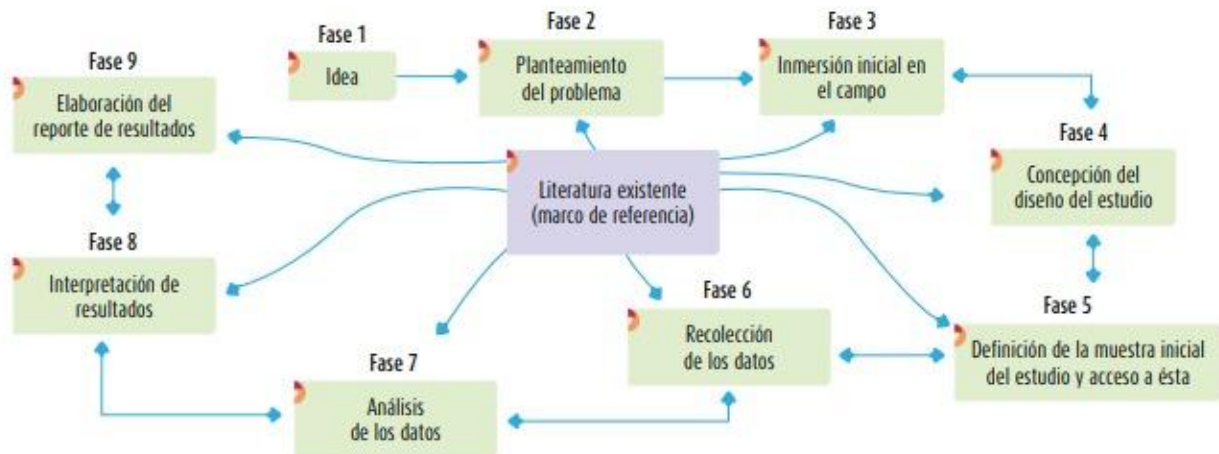 Fase 1
Idea
Fase 2
Planteamiento
del problema
Fase 3
Inmersión inicial en
el campo
Fase 4
Concepción del
diseño del estudio
Fase 5
Definición de la muestra inicial
del estudio y acceso a ésta
Fase 6
Recolección
de los datos
Fase 7
Análisis
de los datos
Fase 8
Interpretación de
resultados
Fase 9
Elaboración del
reporte de resultados
Literatura existente
(marco de referencia)